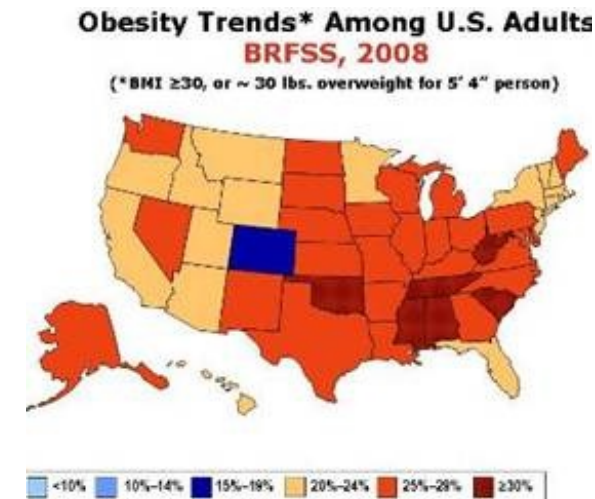 Obesity Trends* Among U.S. Adults
BRFSS, 2008
(*BMI ≥30, or ~ 30 lbs. overweight for 5' 4" person)
<10% 10%–14% 15%–19% 20%–24% 25%–29% ≥30%